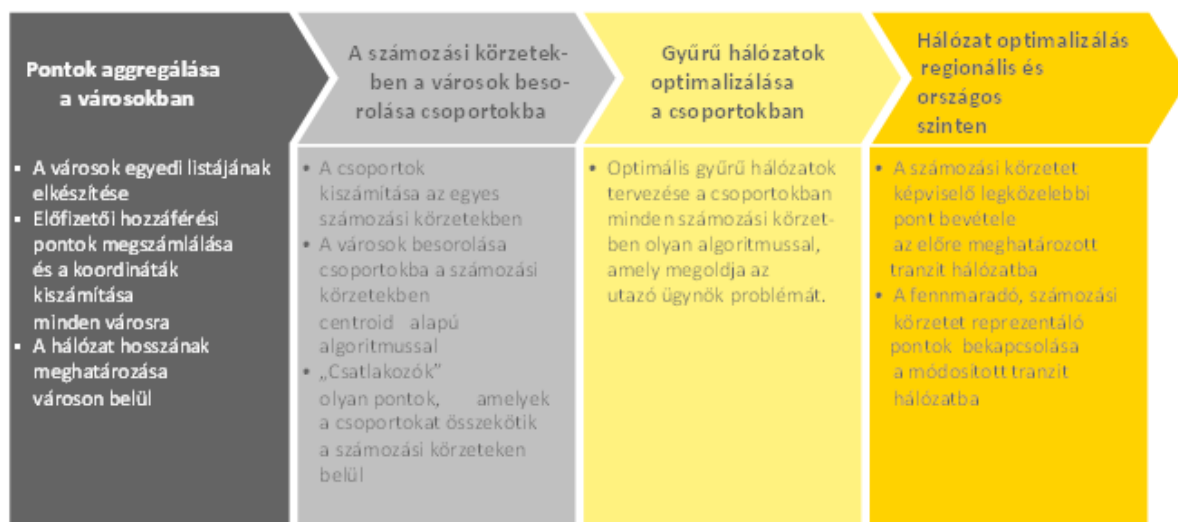 Pontok aggregálása
a városokban
▪ A városok egyedi listájának
elkészítése
▪ Előfizetői hozzáférési
pontok megszámlálása
és a koordináták
kiszámítása
minden városra
▪ A hálózat hosszának
meghatározása
városon belül
A számozási körzetek-
ben a városok beso-
rolása csoportokba
• A csoportok
kiszámítása az egyes
számozási körzetekben
• A városok besorolása
csoportokba a számozási
körzetekben
centroid alapú
algoritmussal
• „Csatlakozók”
olyan pontok, amelyek
a csoportokat összekötik
a számozási körzeteken
belül
Gyűrű hálózatok
optimalizálása
a csoportokban
• Optimális gyűrű hálózatok
tervezése a csoportokban
minden számozási körzet-
ben olyan algoritmussal,
amely megoldja az
utazó ügynök problémát.
Hálózat optimalizálás
regionális és
országos
szinten
• A számozási körzetet
képviselő legközelebbi
pont bevétele
az előre meghatározott
tranzit hálózatba
• A fennmaradó, számozási
körzetet reprezentáló
pontok bekapcsolása
a módosított tranzit
hálózatba